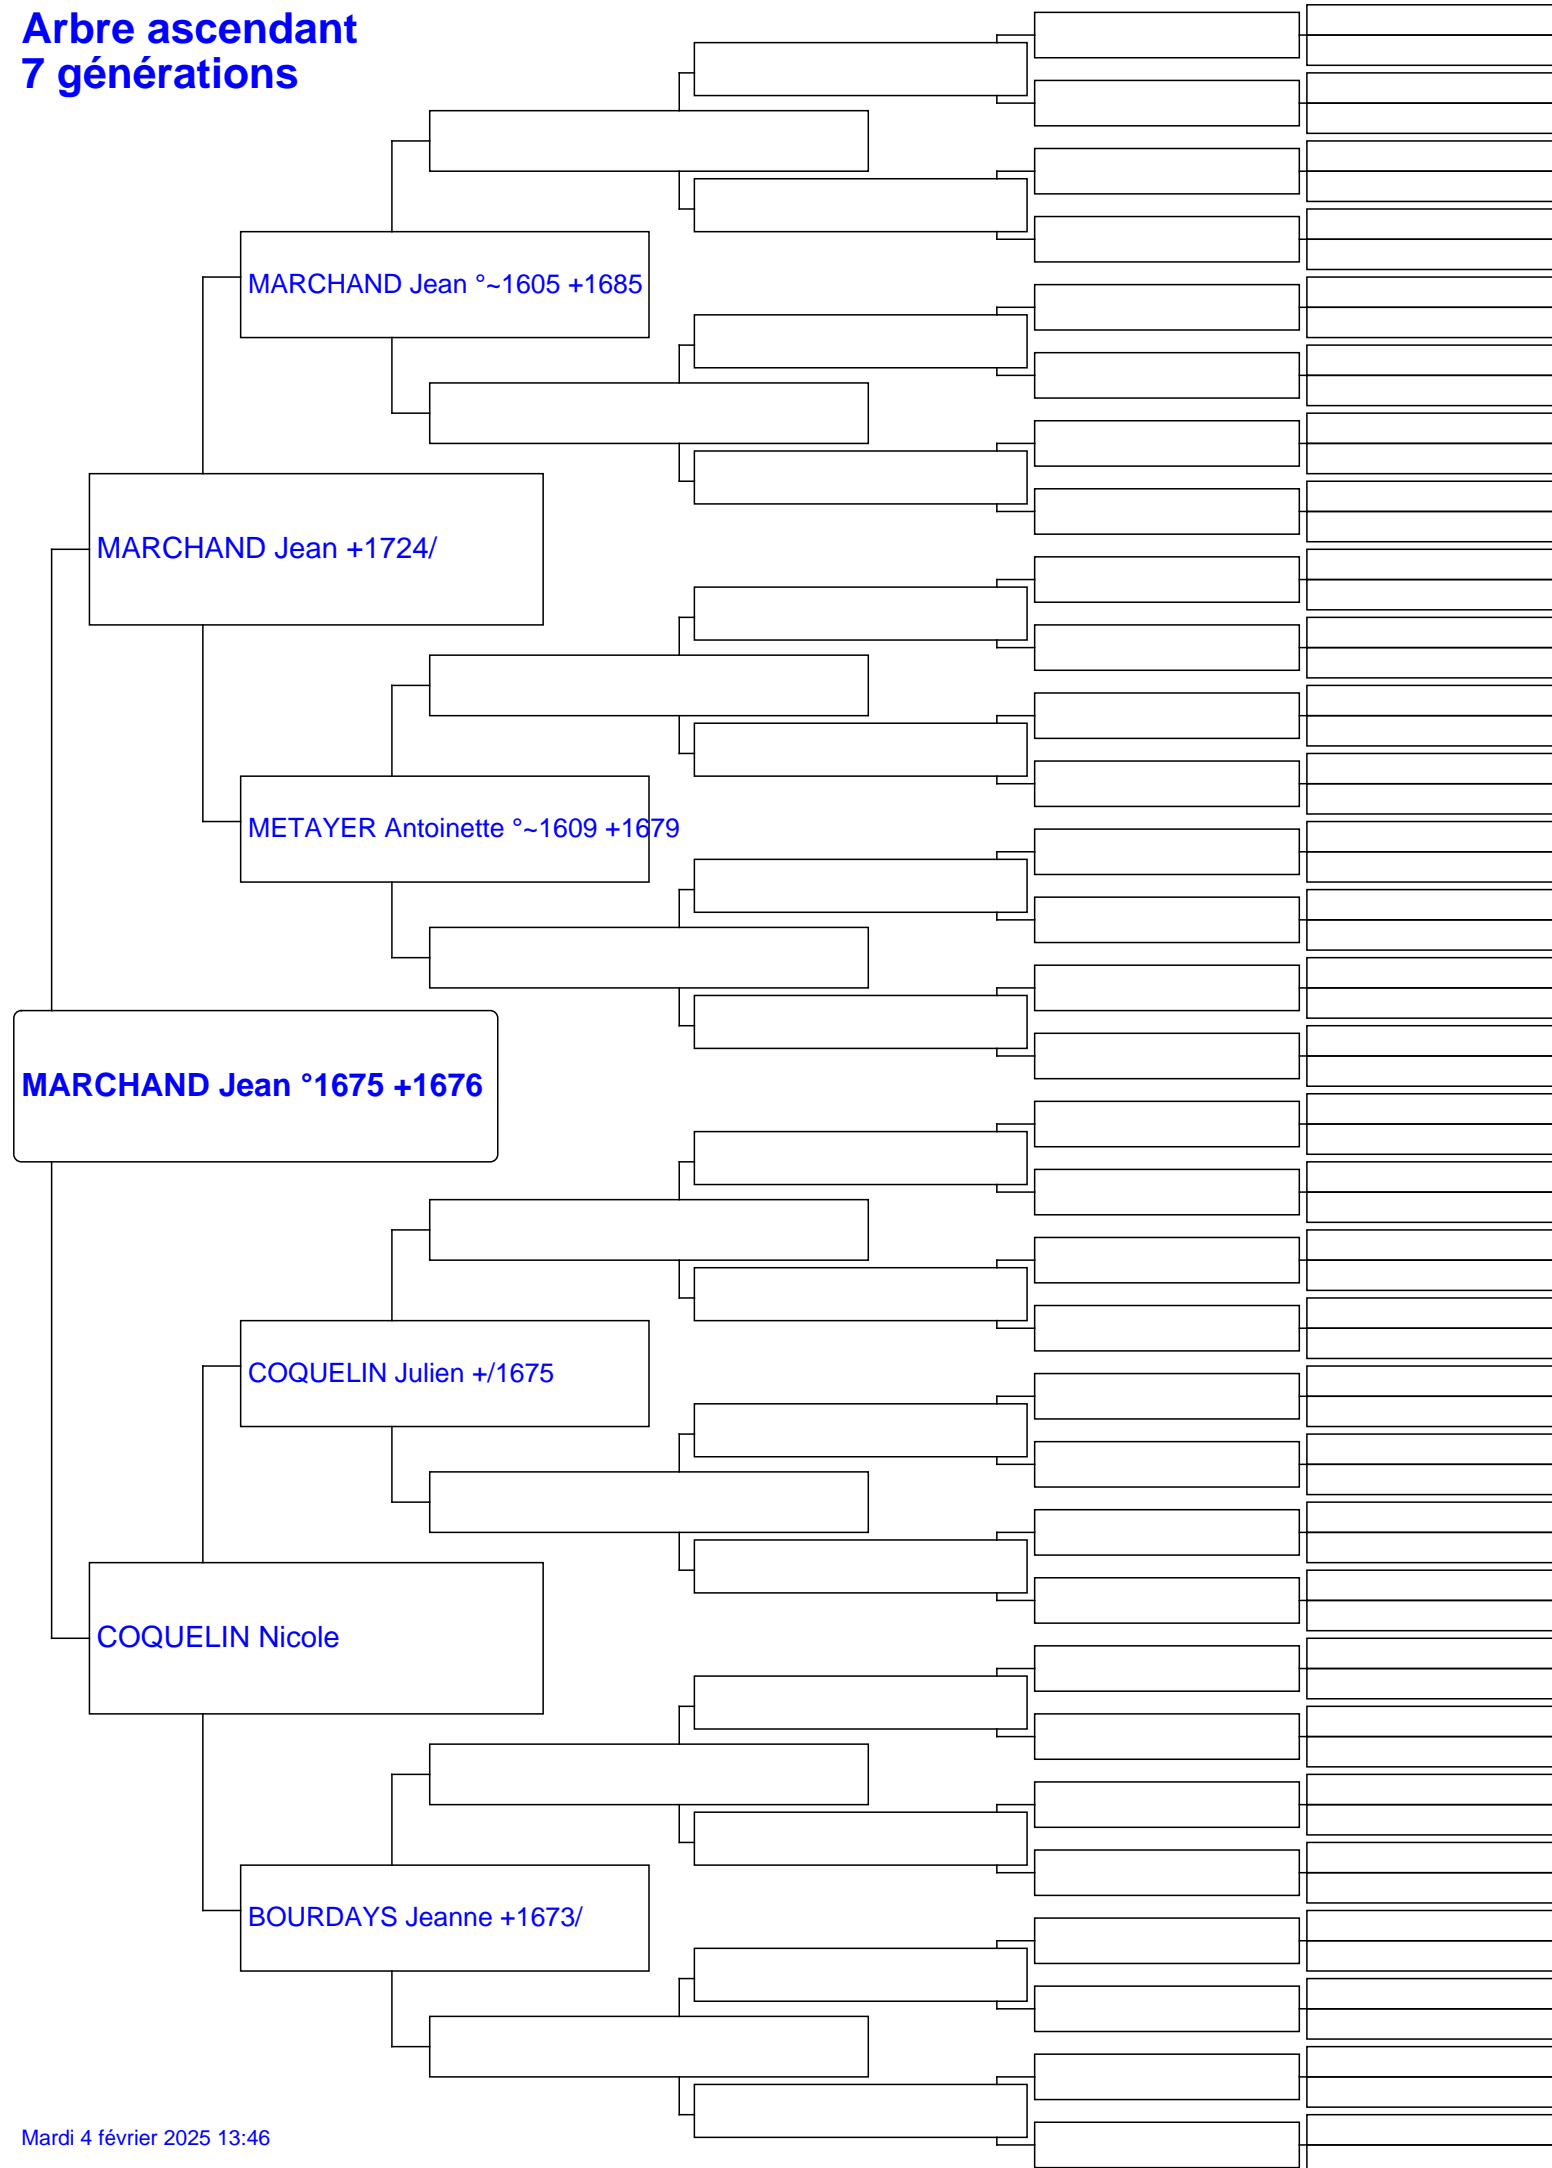 Arbre ascendant
7 générations
MARCHAND Jean °~1605 +1685
MARCHAND Jean +1724/
METAYER Antoinette °~1609 +1679
MARCHAND Jean °1675 +1676
COQUELIN Julien +/1675
COQUELIN Nicole
BOURDAYS Jeanne +1673/
Mardi 4 février 2025 13:46